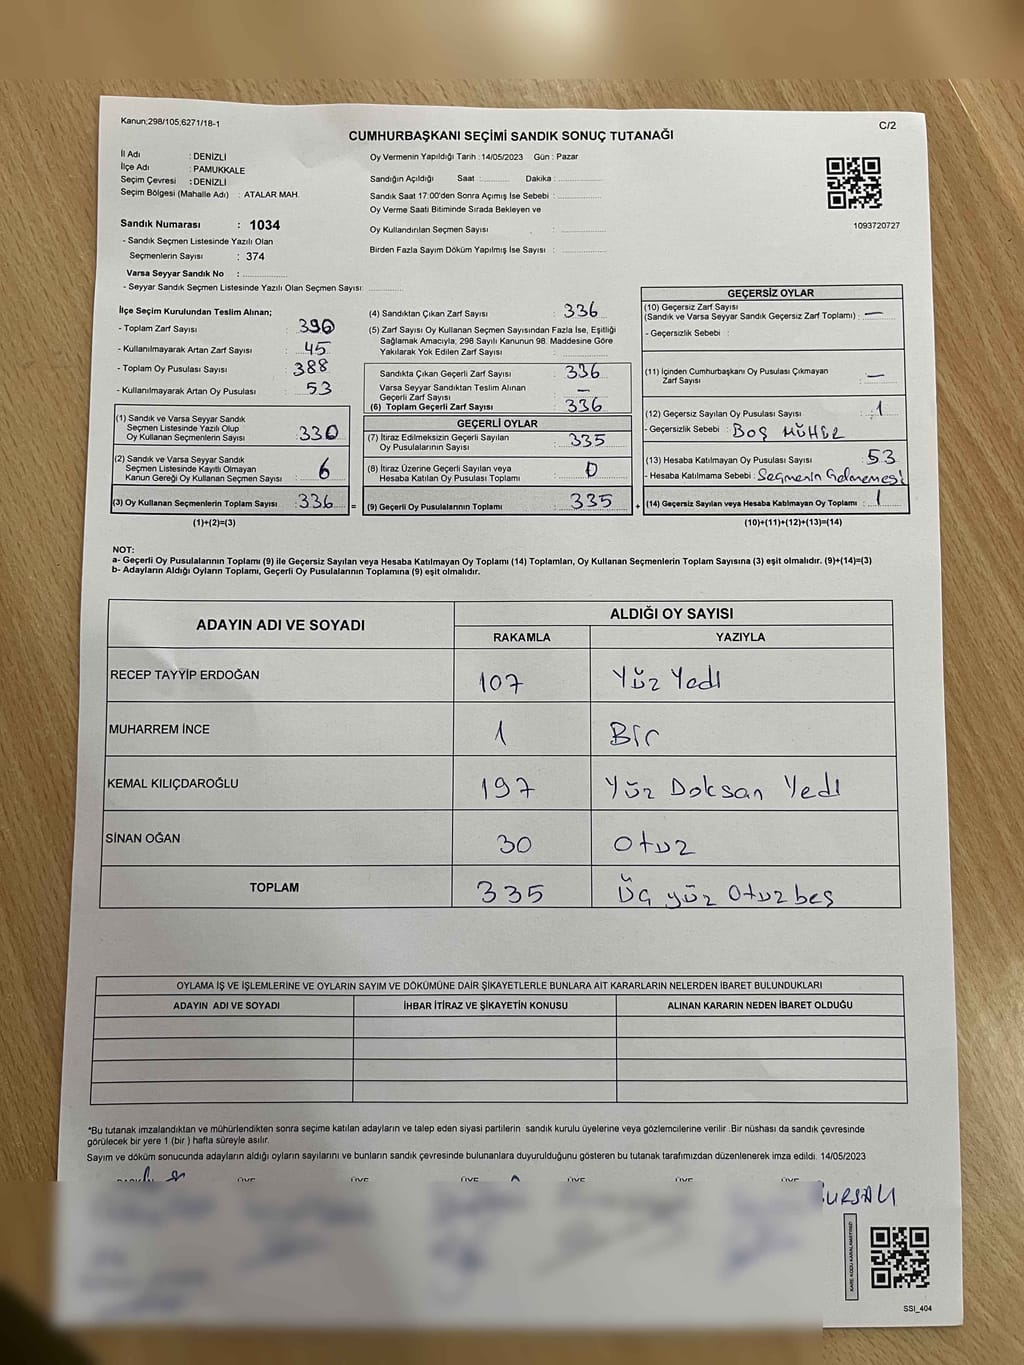 Kanun;298/105,6271/18-1
C/2
CUMHURBAŞKANI SEÇİMİ SANDIK SONUÇ TUTANAĞI
İl Adı : DENİZLİ
İlçe Adı : PAMUKKALE
Seçim Çevresi : DENİZLİ
Seçim Bölgesi (Mahalle Adı) : ATALAR MAH.
Sandık Numarası : 1034
- Sandık Seçmen Listesinde Yazılı Olan
Seçmenlerin Sayısı : 374
Varsa Seyyar Sandık No :
- Seyyar Sandık Seçmen Listesinde Yazılı Olan Seçmen Sayısı:
Oy Vermenin Yapıldığı Tarih : 14/05/2023 Gün : Pazar
Sandığın Açıldığı Saat : Dakika :
Sandık Saat 17:00'den Sonra Açımış İse Sebebi :
Oy Verme Saati Bitiminde Sırada Bekleyen ve
Oy Kullandırılan Seçmen Sayısı :
Birden Fazla Sayım Döküm Yapılmış İse Sayısı :
1093720727
İlçe Seçim Kurulundan Teslim Alınan;
- Toplam Zarf Sayısı : 390
- Kullanılmayarak Artan Zarf Sayısı : 45
- Toplam Oy Pusulası Sayısı : 388
- Kullanılmayarak Artan Oy Pusulası : 53
(1) Sandık ve Varsa Seyyar Sandık
Seçmen Listesinde Yazılı Olup
Oy Kullanan Seçmenlerin Sayısı : 330
(2) Sandık ve Varsa Seyyar Sandık
Seçmen Listesinde Kayıtlı Olmayan
Kanun Gereği Oy Kullanan Seçmen Sayısı : 6
(3) Oy Kullanan Seçmenlerin Toplam Sayısı : 336 =
(1)+(2)=(3)
(4) Sandıktan Çıkan Zarf Sayısı : 336
(5) Zarf Sayısı Oy Kullanan Seçmen Sayısından Fazla İse, Eşitliği
Sağlamak Amacıyla, 298 Sayılı Kanunun 98. Maddesine Göre
Yakılarak Yok Edilen Zarf Sayısı :
Sandıkta Çıkan Geçerli Zarf Sayısı : 336
Varsa Seyyar Sandıktan Teslim Alınan
Geçerli Zarf Sayısı : —
(6) Toplam Geçerli Zarf Sayısı : 336
GEÇERLİ OYLAR
(7) İtiraz Edilmeksizin Geçerli Sayılan
Oy Pusulalarının Sayısı : 335
(8) İtiraz Üzerine Geçerli Sayılan veya
Hesaba Katılan Oy Pusulası Toplamı : 0
(9) Geçerli Oy Pusulalarının Toplamı : 335 +
GEÇERSİZ OYLAR
(10) Geçersiz Zarf Sayısı
(Sandık ve Varsa Seyyar Sandık Geçersiz Zarf Toplamı) : —
- Geçersizlik Sebebi :
(11) İçinden Cumhurbaşkanı Oy Pusulası Çıkmayan
Zarf Sayısı : —
(12) Geçersiz Sayılan Oy Pusulası Sayısı : 1
- Geçersizlik Sebebi : Boş MÜHÜR
(13) Hesaba Katılmayan Oy Pusulası Sayısı : 53
- Hesaba Katılmama Sebebi : Seçmenin Gelmemesi
(14) Geçersiz Sayılan veya Hesaba Katılmayan Oy Toplamı : 1
(10)+(11)+(12)+(13)=(14)
NOT:
a- Geçerli Oy Pusulalarının Toplamı (9) ile Geçersiz Sayılan veya Hesaba Katılmayan Oy Toplamı (14) Toplamları, Oy Kullanan Seçmenlerin Toplam Sayısına (3) eşit olmalıdır. (9)+(14)=(3)
b- Adayların Aldığı Oyların Toplamı, Geçerli Oy Pusulalarının Toplamına (9) eşit olmalıdır.
ADAYIN ADI VE SOYADI
ALDIĞI OY SAYISI
RAKAMLA YAZIYLA
RECEP TAYYİP ERDOĞAN 107 Yüz Yedi
MUHARREM İNCE 1 Bir
KEMAL KILIÇDAROĞLU 197 Yüz Doksan Yedi
SİNAN OĞAN 30 Otuz
TOPLAM 335 Üç yüz Otuz beş
OYLAMA İŞ VE İŞLEMLERİNE VE OYLARIN SAYIM VE DÖKÜMÜNE DAİR ŞİKAYETLERLE BUNLARA AİT KARARLARIN NELERDEN İBARET BULUNDUKLARI
ADAYIN ADI VE SOYADI İHBAR İTİRAZ VE ŞİKAYETİN KONUSU ALINAN KARARIN NEDEN İBARET OLDUĞU
*Bu tutanak imzalandıktan ve mühürlendikten sonra seçime katılan adayların ve talep eden siyasi partilerin sandık kurulu üyelerine veya gözlemcilerine verilir .Bir nüshası da sandık çevresinde
görülecek bir yere 1 (bir ) hafta süreyle asılır.
Sayım ve döküm sonucunda adayların aldığı oyların sayılarını ve bunların sandık çevresinde bulunanlara duyurulduğunu gösteren bu tutanak tarafımızdan düzenlenerek imza edildi. 14/05/2023
ÜYE ÜYE ÜYE ÜYE ÜYE ÜYE
BURSALI
KARE KODU KARALAMAYINIZ!
SSI_404